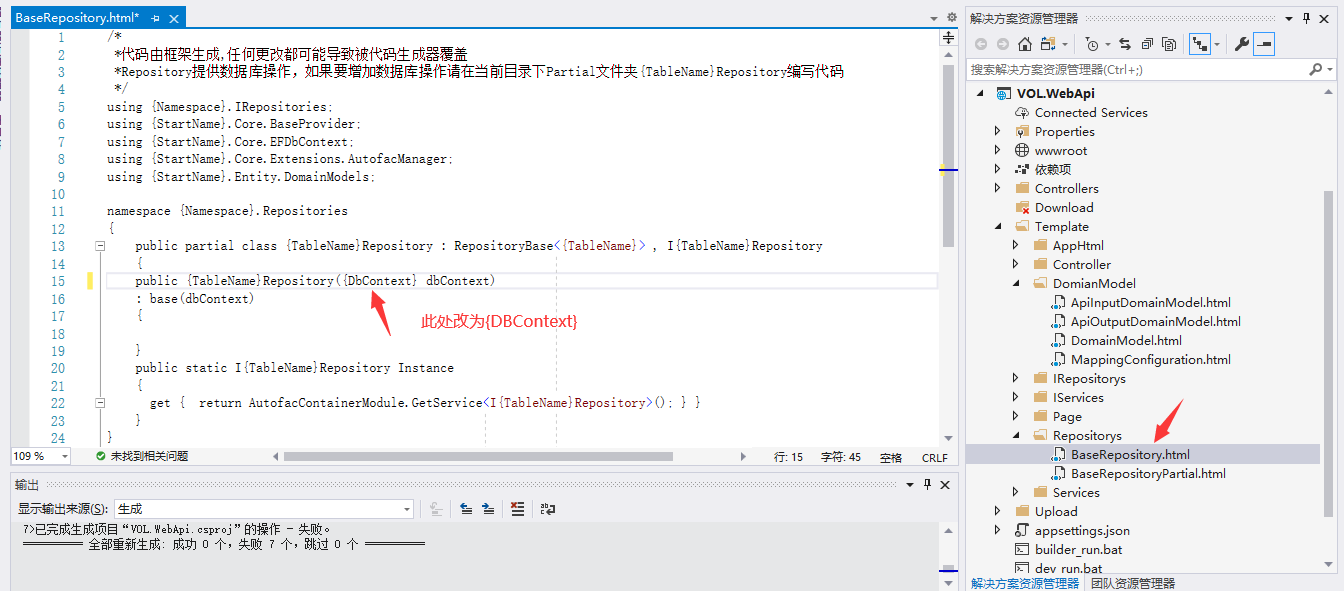 BaseRepository.html*
1 /*
2 *代码由框架生成,任何更改都可能导致被代码生成器覆盖
3 *Repository提供数据库操作，如果要增加数据库操作请在当前目录下Partial文件夹{TableName}Repository编写代码
4 */
5 using {Namespace}.IRepositories;
6 using {StartName}.Core.BaseProvider;
7 using {StartName}.Core.EFDbContext;
8 using {StartName}.Core.Extensions.AutofacManager;
9 using {StartName}.Entity.DomainModels;
10
11 namespace {Namespace}.Repositories
12 {
13 public partial class {TableName}Repository : RepositoryBase<{TableName}> , I{TableName}Repository
14 {
15 public {TableName}Repository({DbContext} dbContext)
16 : base(dbContext)
17 {
此处改为{DBContext}
18
19 }
20 public static I{TableName}Repository Instance
21 {
22 get {  return AutofacContainerModule.GetService<I{TableName}Repository>(); } }
23 }
24 }
109 %
未找到相关问题
行: 15
字符: 45
空格
CRLF
输出
显示输出来源(S): 生成
7>已完成生成项目“VOL.WebApi.csproj”的操作 - 失败。
========== 全部重新生成: 成功 0 个，失败 7 个，跳过 0 个 ==========
解决方案资源管理器
搜索解决方案资源管理器(Ctrl+;)
VOL.WebApi
Connected Services
Properties
wwwroot
依赖项
Controllers
Download
Template
AppHtml
Controller
DomianModel
ApiInputDomainModel.html
ApiOutputDomainModel.html
DomainModel.html
MappingConfiguration.html
IRepositorys
IServices
Page
Repositorys
BaseRepository.html
BaseRepositoryPartial.html
Services
Upload
appsettings.json
builder_run.bat
dev_run.bat
解决方案资源管理器
团队资源管理器